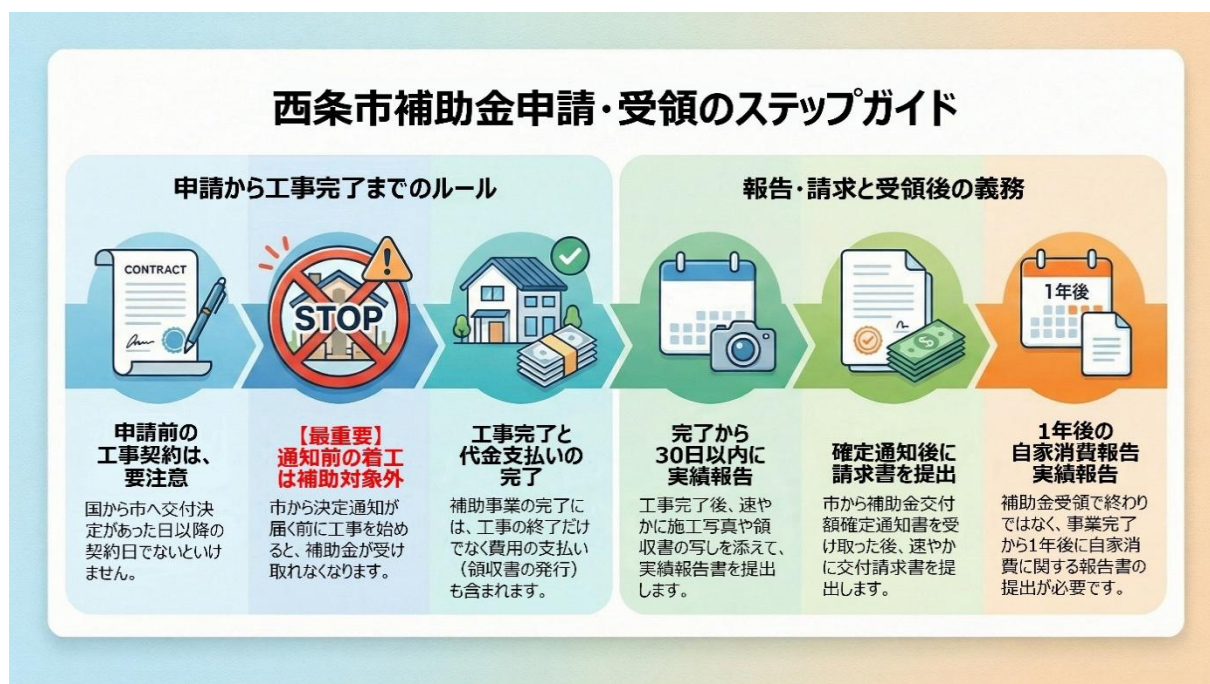 西条市補助金申請・受領のステップガイド
申請から工事完了までのルール
CONTRACT
STOP
申請前の
工事契約は、
要注意
国から市へ交付決
定があった日以降の
契約日でないといけ
ません。
【最重要】
通知前の着工
は補助対象外
市から決定通知が
届く前に工事を始め
ると、補助金が受け
取れなくなります。
工事完了と
代金支払いの
完了
補助事業の完了に
は、工事の終了だけ
でなく費用の支払い
（領収書の発行）
も含まれます。
報告・請求と受領後の義務
1年後
完了から
30日以内に
実績報告
工事完了後、速や
かに施工写真や領
収書の写しを添えて、
実績報告書を提出
します。
確定通知後に
請求書を提出
市から補助金交付
額確定通知書を受
け取った後、速やか
に交付請求書を提
出します。
1年後の
自家消費報告
実績報告
補助金受領で終わり
ではなく、事業完了
から1年後に自家消
費に関する報告書の
提出が必要です。